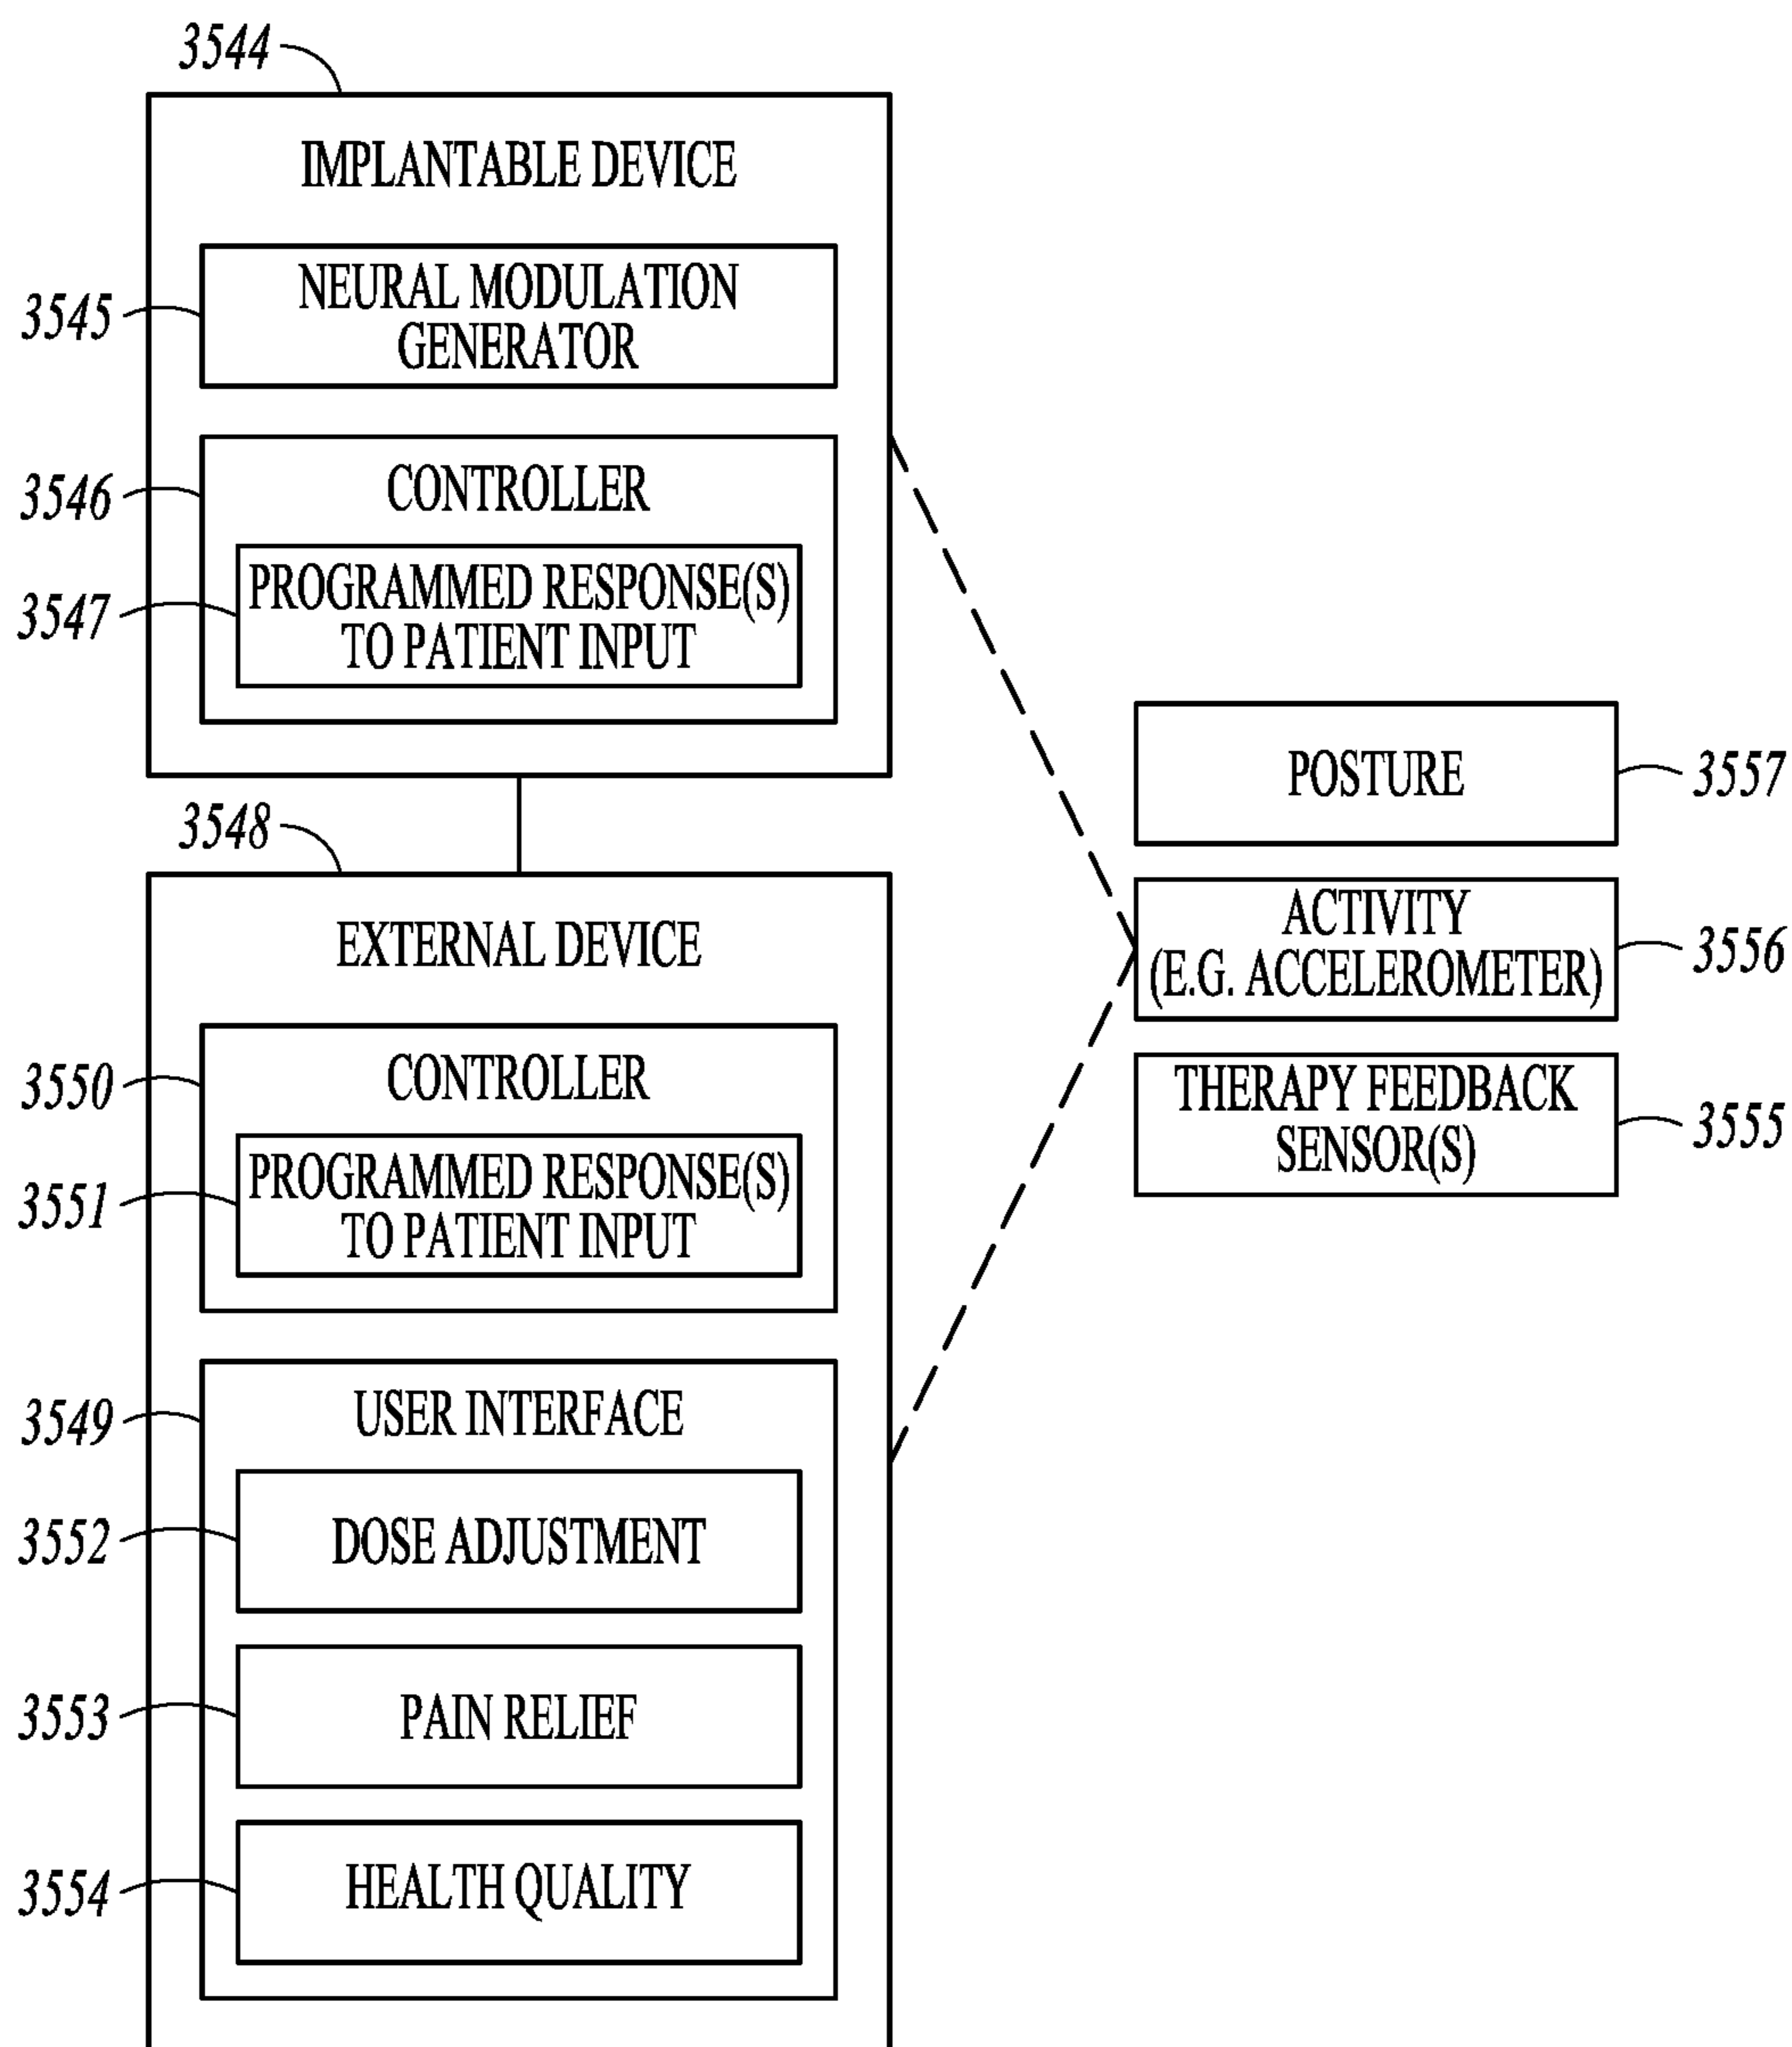 3544
IMPLANTABLE DEVICE
3545
NEURAL MODULATION
GENERATOR
3546
CONTROLLER
3547
PROGRAMMED RESPONSE(S)
TO PATIENT INPUT
3548
EXTERNAL DEVICE
3550
CONTROLLER
3551
PROGRAMMED RESPONSE(S)
TO PATIENT INPUT
3549
USER INTERFACE
3552
DOSE ADJUSTMENT
3553
PAIN RELIEF
3554
HEALTH QUALITY
POSTURE
3557
ACTIVITY
(E.G. ACCELEROMETER)
3556
THERAPY FEEDBACK
SENSOR(S)
3555